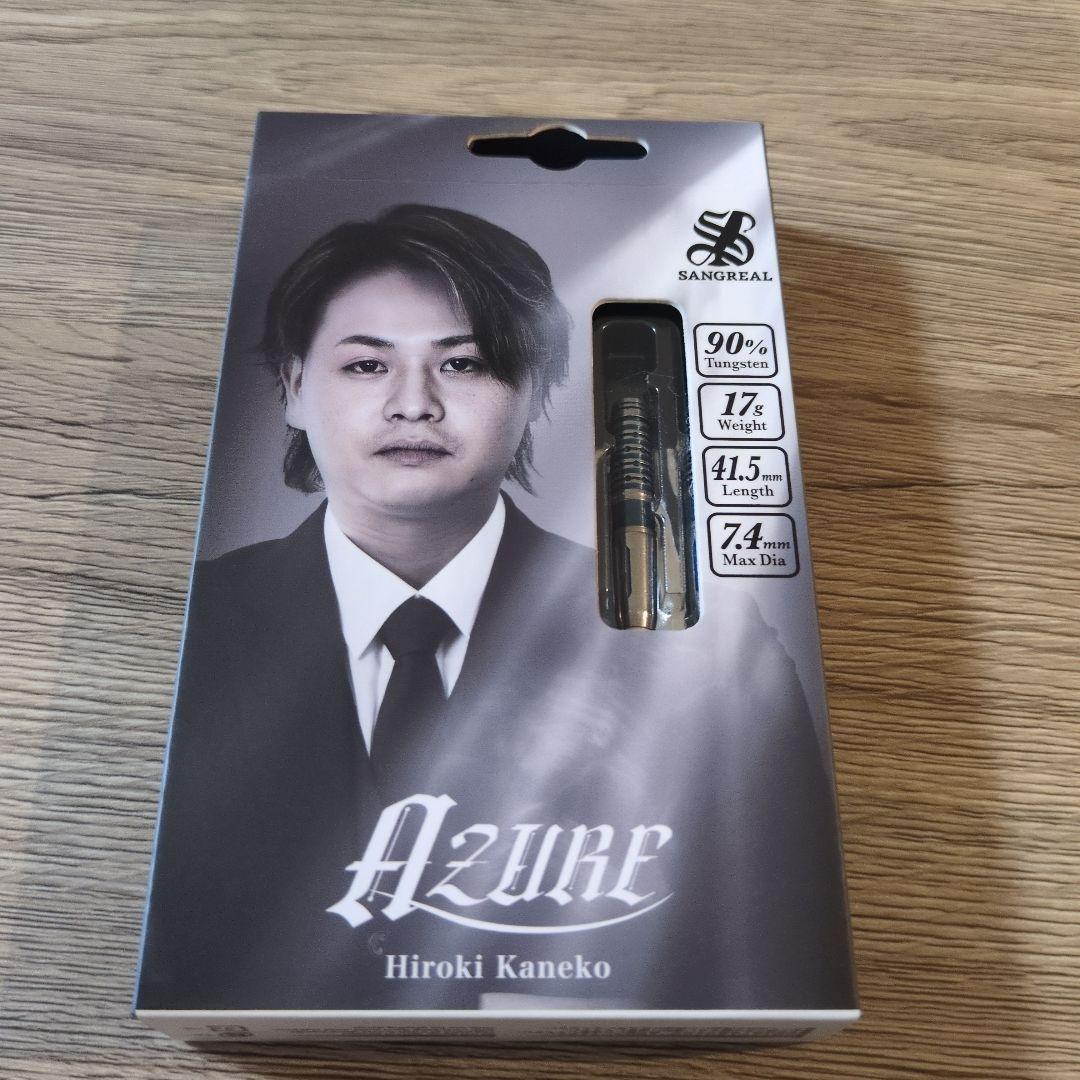 SANGREAL
90%
Tungsten
17g
Weight
41.5mm
Length
7.4mm
Max Dia
AZURE
Hiroki Kaneko